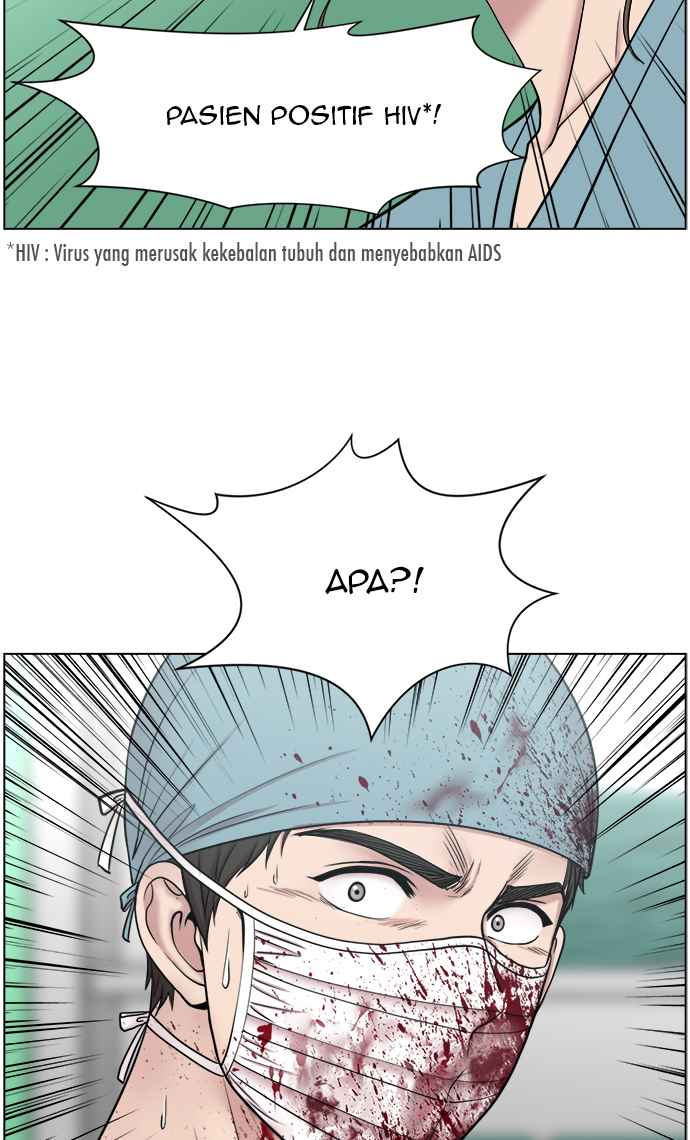 PASIEN POSITIF HIV*!
*HIV : Virus yang merusak kekebalan tubuh dan menyebabkan AIDS
APA?!